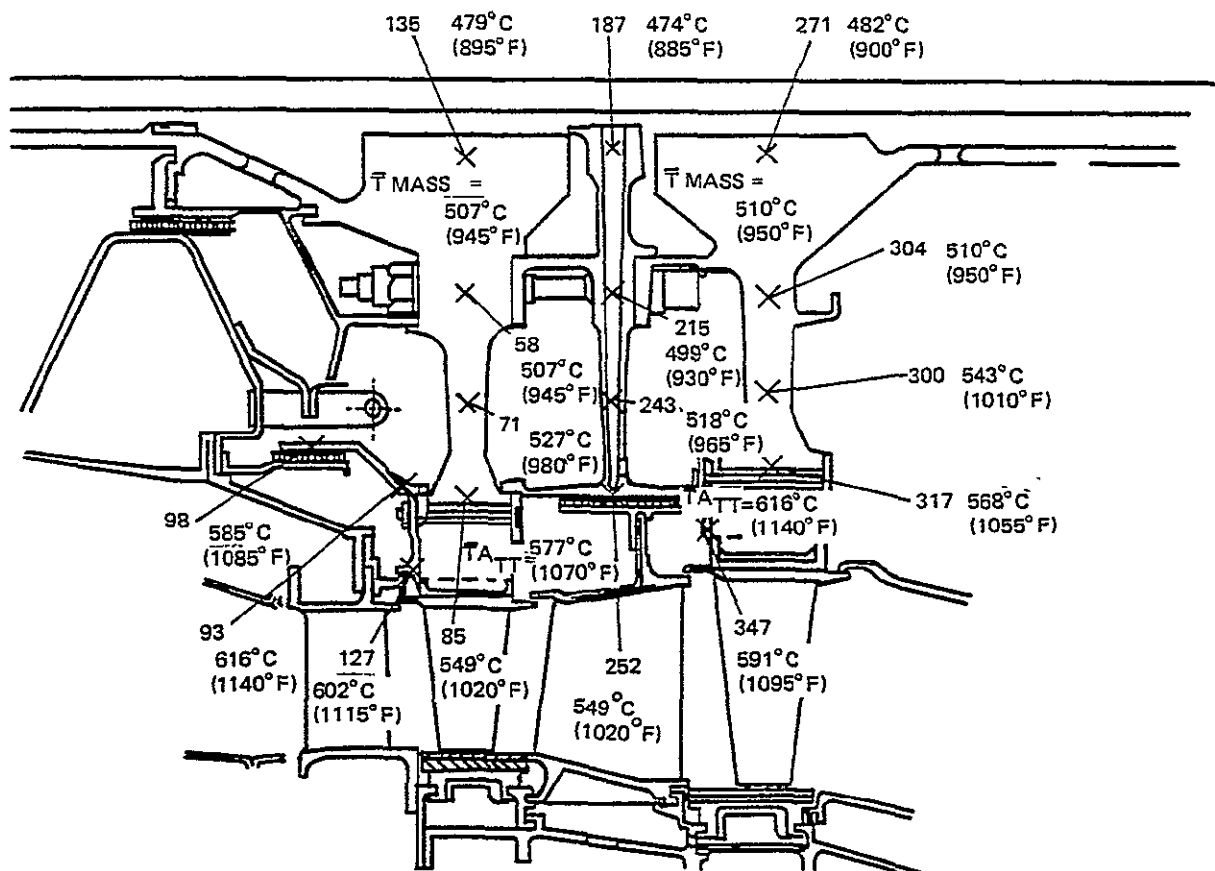 135 479°C
(895°F)
187 474°C
(885°F)
271 482°C
(900°F)
T̅ MASS =
507°C
(945°F)
T̅ MASS =
510°C
(950°F)
304 510°C
(950°F)
58
507°C
(945°F)
215
499°C
(930°F)
300 543°C
(1010°F)
71
527°C
(980°F)
243
518°C
(965°F)
317 568°C
(1055°F)
98
585°C
(1085°F)
T̅A TT = 616°C
(1140°F)
T̅A TT = 577°C
(1070°F)
93
616°C
(1140°F)
127
602°C
(1115°F)
85
549°C
(1020°F)
252
549°C
(1020°F)
347
591°C
(1095°F)